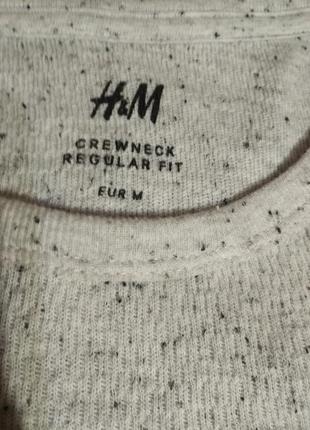 H&M
CREWNECK
REGULAR FIT
EUR M